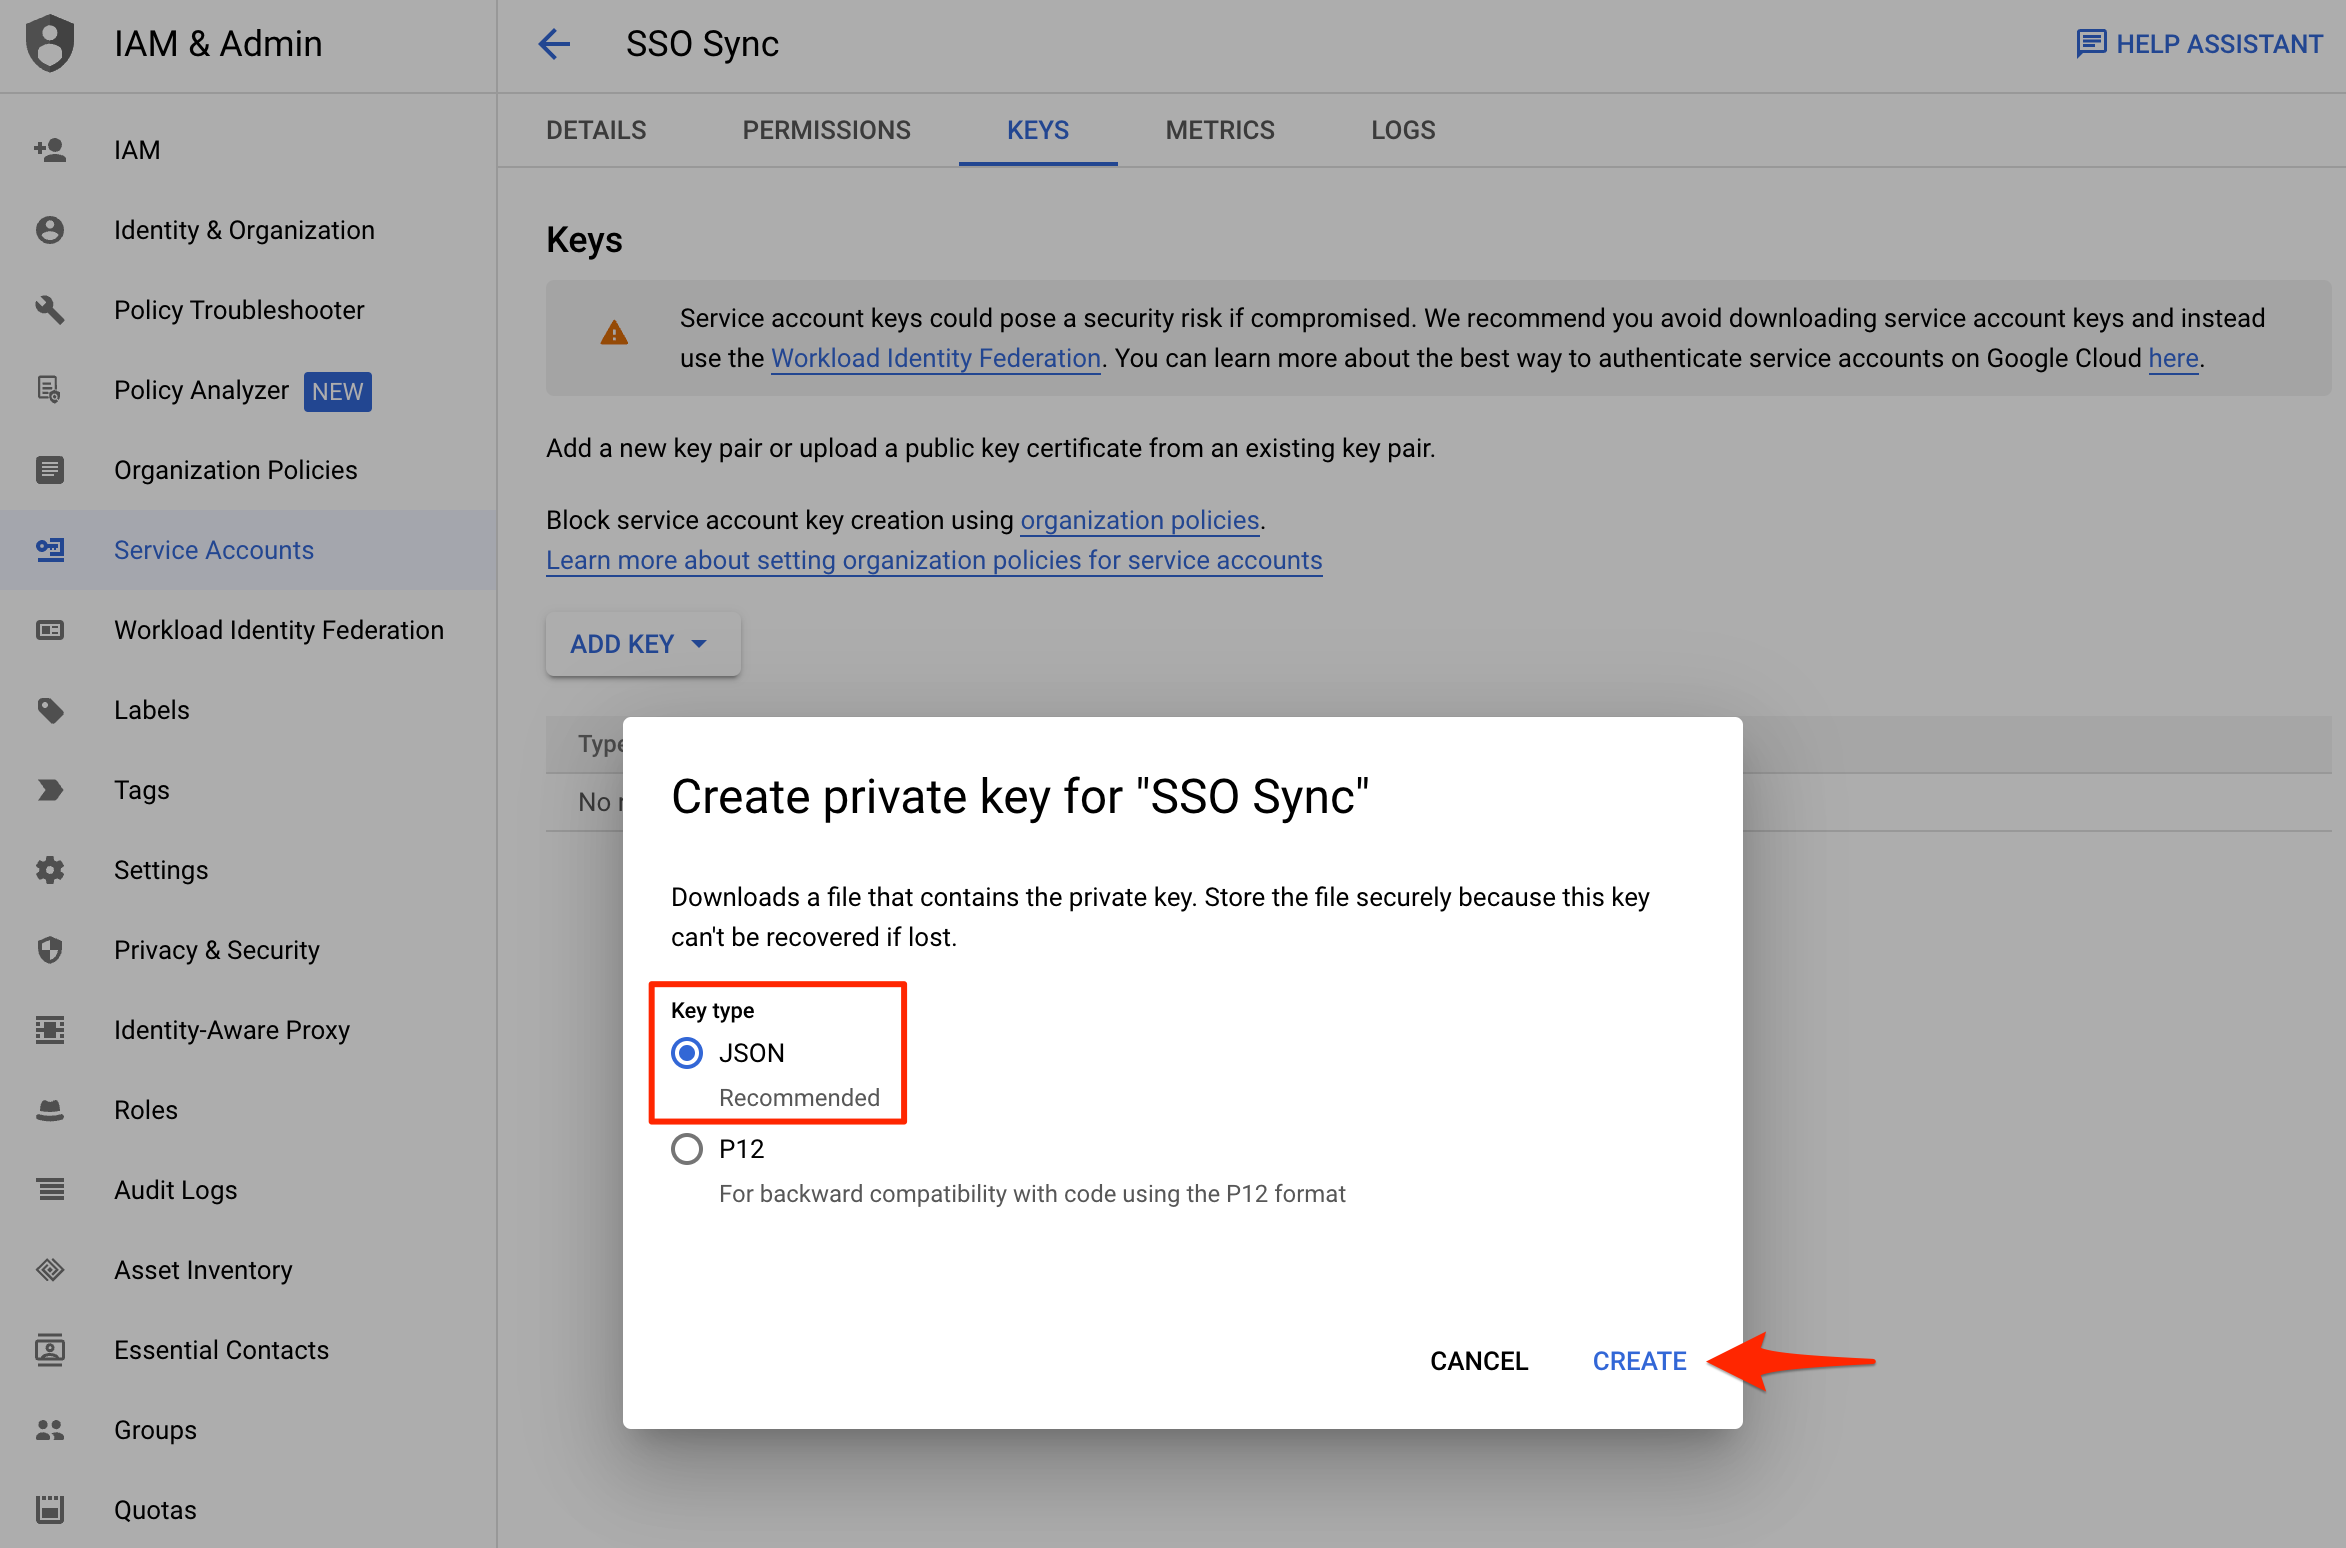 IAM & Admin
SSO Sync
HELP ASSISTANT
IAM
Identity & Organization
Policy Troubleshooter
Policy Analyzer NEW
Organization Policies
Service Accounts
Workload Identity Federation
Labels
Tags
Settings
Privacy & Security
Identity-Aware Proxy
Roles
Audit Logs
Asset Inventory
Essential Contacts
Groups
Quotas
DETAILS PERMISSIONS KEYS METRICS LOGS
Keys
Service account keys could pose a security risk if compromised. We recommend you avoid downloading service account keys and instead
use the Workload Identity Federation. You can learn more about the best way to authenticate service accounts on Google Cloud here.
Add a new key pair or upload a public key certificate from an existing key pair.
Block service account key creation using organization policies.
Learn more about setting organization policies for service accounts
ADD KEY
Type
No
Create private key for "SSO Sync"
Downloads a file that contains the private key. Store the file securely because this key
can't be recovered if lost.
Key type
JSON
Recommended
P12
For backward compatibility with code using the P12 format
CANCEL CREATE